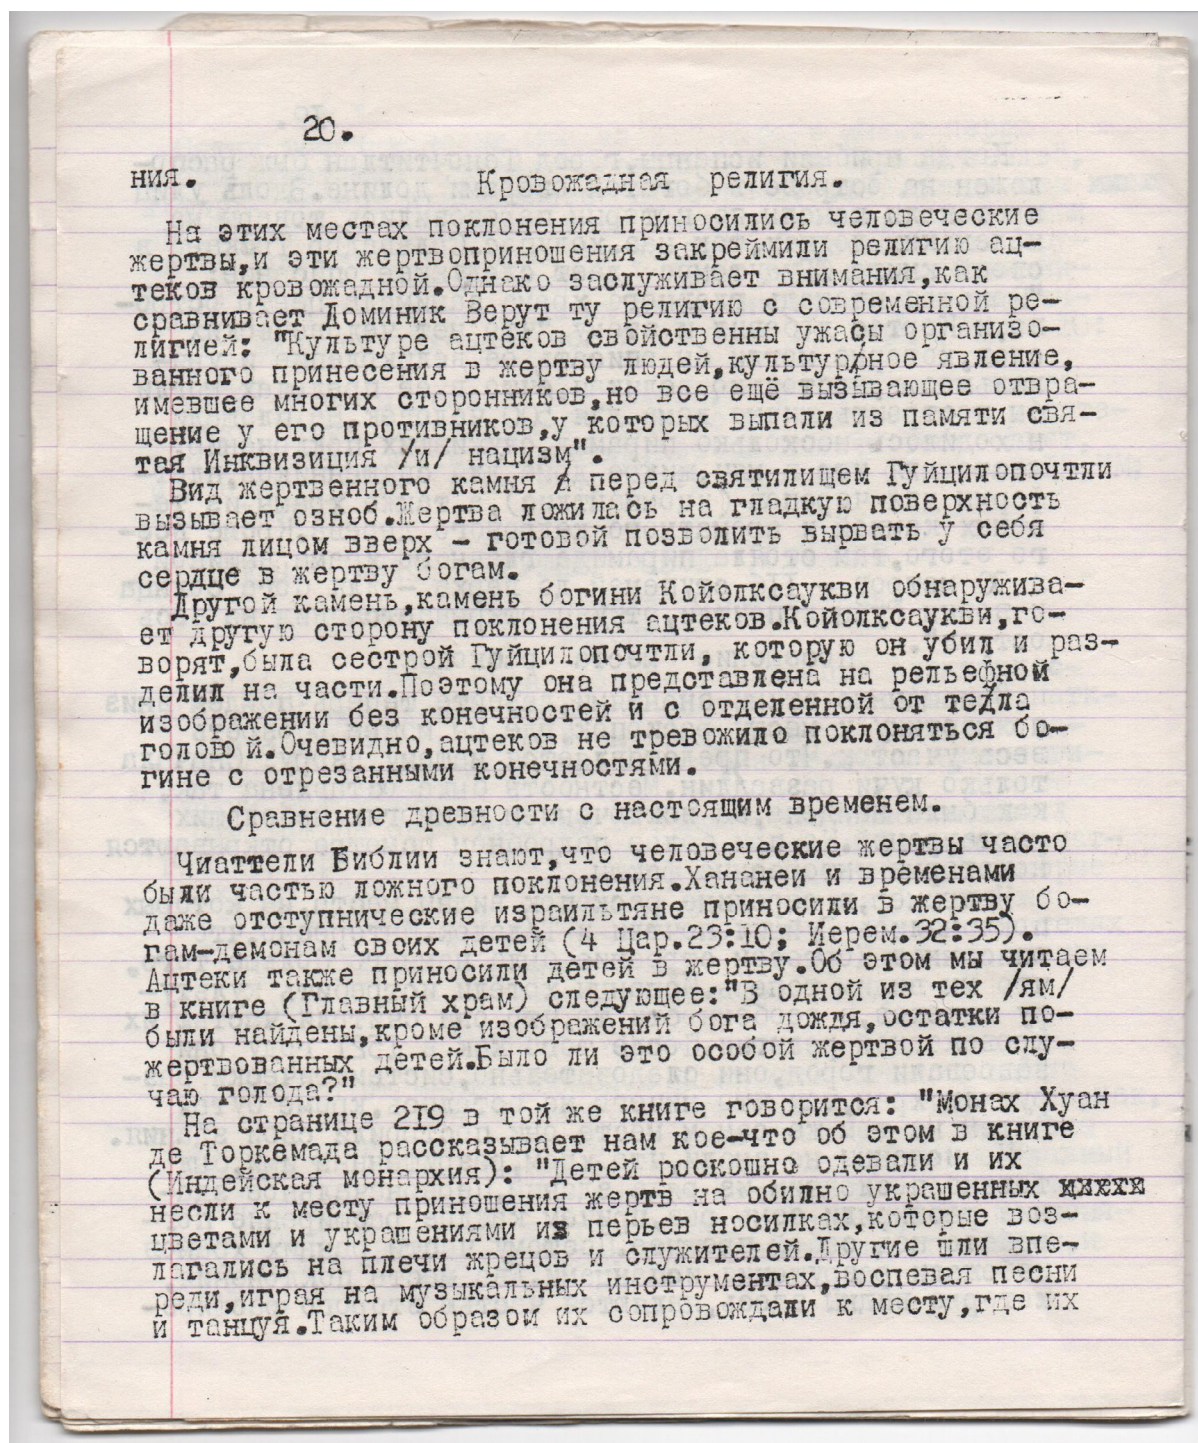 20.
ния. Кровожадная религия.
На этих местах поклонения приносились человеческие
жертвы,и эти жертвоприношения закреймили религию ац-
теков кровожадной.Однако заслуживает внимания,как
сравнивает Доминик Верут ту религию с современной ре-
лигией: "Культуре ацтеков свойственны ужасы организо-
ванного принесения в жертву людей,культурное явление,
имевшее многих сторонников,но все ещё вызывающее отвра-
щение у его противников,у которых выпали из памяти свя-
тая Инквизиция /и/ нацизм".
Вид жертвенного камня перед святилищем Гуйцилопочтли
вызывает озноб.Жертва ложилась на гладкую поверхность
камня лицом вверх - готовой позволить вырвать у себя
сердце в жертву богам.
Другой камень,камень богини Койолксаукви обнаружива-
ет другую сторону поклонения ацтеков.Койолксаукви,го-
ворят,была сестрой Гуйцилопочтли, которую он убил и раз-
делил на части.Поэтому она представлена на рельефной
изображении без конечностей и с отделенной от тела
головой.Очевидно,ацтеков не тревожило поклоняться бо-
гине с отрезанными конечностями.
Сравнение древности с настоящим временем.
Чиаттели Библии знают,что человеческие жертвы часто
были частью ложного поклонения.Хананеи и временами
даже отступнические израильтяне приносили в жертву бо-
гам-демонам своих детей (4 Цар.23:10; Иерем.32:35).
Ацтеки также приносили детей в жертву.Об этом мы читаем
в книге (Главный храм) следующее:"В одной из тех /ям/
были найдены,кроме изображений бога дождя,остатки по-
жертвованных детей.Было ли это особой жертвой по слу-
чаю голода?"
На странице 219 в той же книге говорится: "Монах Хуан
де Торкемада рассказывает нам кое-что об этом в книге
(Индейская монархия): "Детей роскошно одевали и их
несли к месту приношения жертв на обилно украшенных
цветами и украшениями из перьев носилках,которые воз-
лагались на плечи жрецов и служителей.Другие шли впе-
реди,играя на музыкальных инструментах,воспевая песни
и танцуя.Таким образом их сопровождали к месту,где их